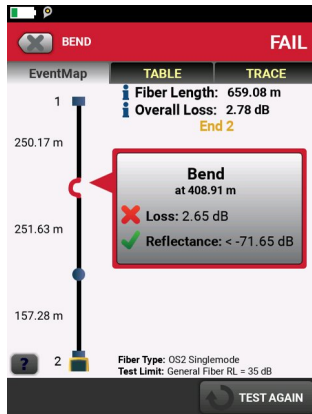 BEND
FAIL
EventMap
TABLE
TRACE
1
Fiber Length: 659.08 m
Overall Loss: 2.78 dB
End 2
250.17 m
Bend
at 408.91 m
Loss: 2.65 dB
Reflectance: < -71.65 dB
251.63 m
157.28 m
? 2
Fiber Type: OS2 Singlemode
Test Limit: General Fiber RL = 35 dB
TEST AGAIN